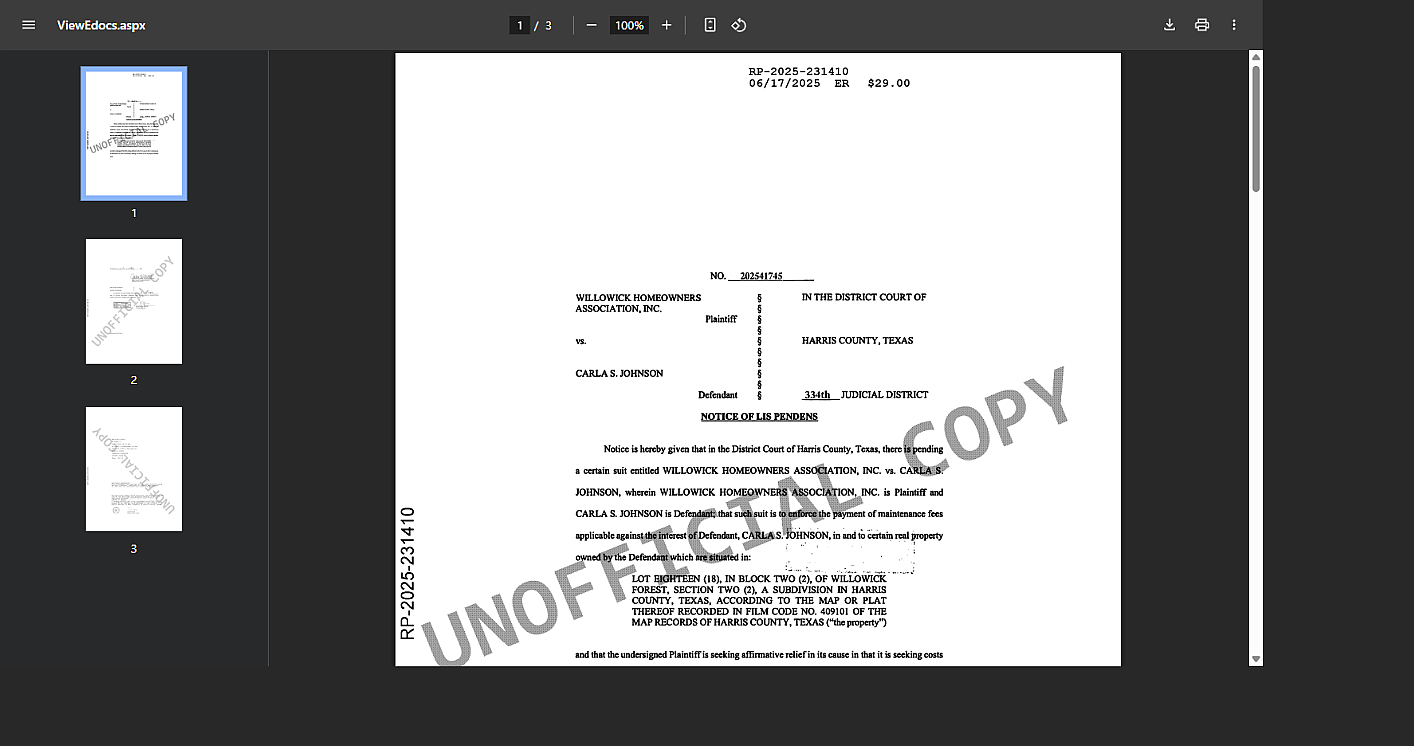 ViewEdocs.aspx
1 / 3
100%
1
2
3
RP-2025-231410
06/17/2025 ER $29.00
NO. 202541745
WILLOWICK HOMEOWNERS § IN THE DISTRICT COURT OF
ASSOCIATION, INC. §
Plaintiff §
§
vs. § HARRIS COUNTY, TEXAS
§
§
CARLA S. JOHNSON §
§
Defendant § 334th JUDICIAL DISTRICT
NOTICE OF LIS PENDENS
Notice is hereby given that in the District Court of Harris County, Texas, there is pending
a certain suit entitled WILLOWICK HOMEOWNERS ASSOCIATION, INC. vs. CARLA S.
JOHNSON, wherein WILLOWICK HOMEOWNERS ASSOCIATION, INC. is Plaintiff and
CARLA S. JOHNSON is Defendant; that such suit is to enforce the payment of maintenance fees
applicable against the interest of Defendant, CARLA S. JOHNSON, in and to certain real property
owned by the Defendant which are situated in:
LOT EIGHTEEN (18), IN BLOCK TWO (2), OF WILLOWICK
FOREST, SECTION TWO (2), A SUBDIVISION IN HARRIS
COUNTY, TEXAS, ACCORDING TO THE MAP OR PLAT
THEREOF RECORDED IN FILM CODE NO. 409101 OF THE
MAP RECORDS OF HARRIS COUNTY, TEXAS ("the property")
and that the undersigned Plaintiff is seeking affirmative relief in its cause in that it is seeking costs
RP-2025-231410
UNOFFICIAL COPY
UNOFFICIAL COPY
UNOFFICIAL COPY
UNOFFICIAL COPY